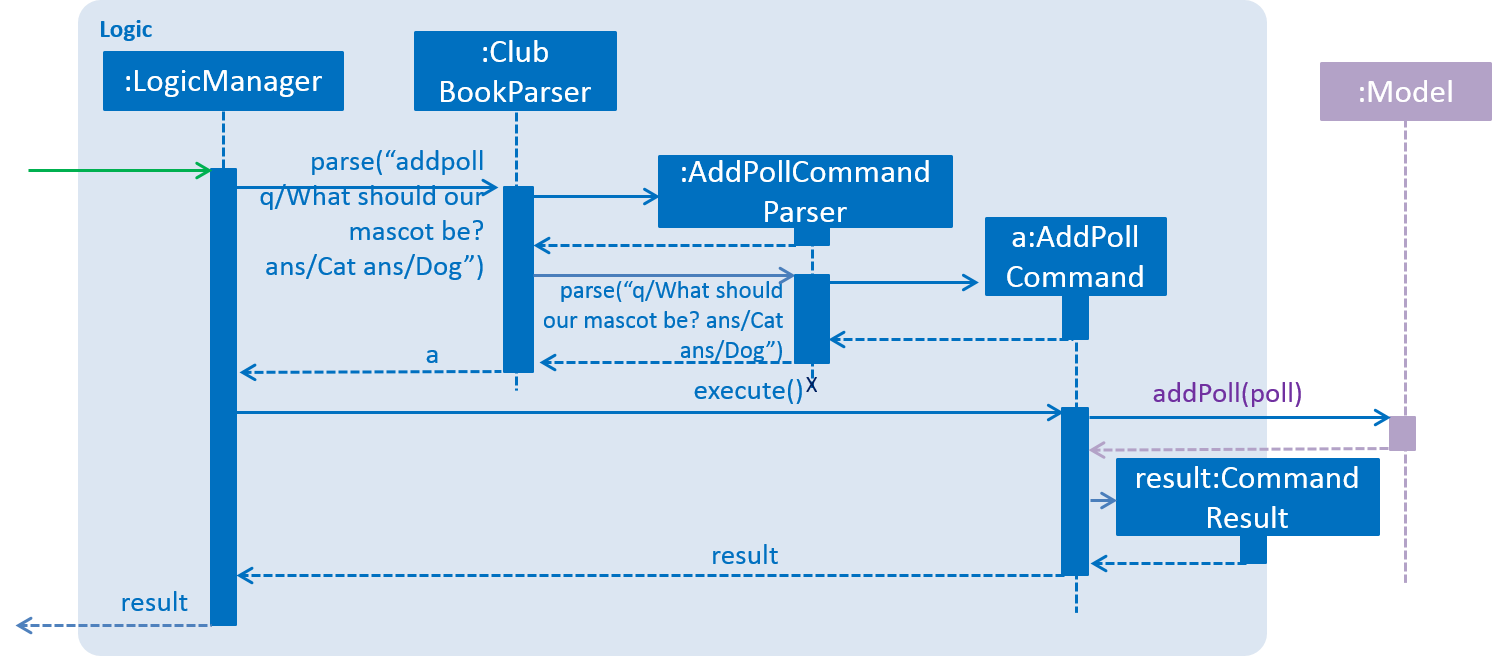 Logic
:LogicManager
:Club
BookParser
:Model
parse(“addpoll
q/What should our
mascot be?
ans/Cat ans/Dog”)
:AddPollCommand
Parser
a:AddPoll
Command
parse(“q/What should
our mascot be? ans/Cat
ans/Dog”)
a
X
execute()
addPoll(poll)
result:Command
Result
result
result